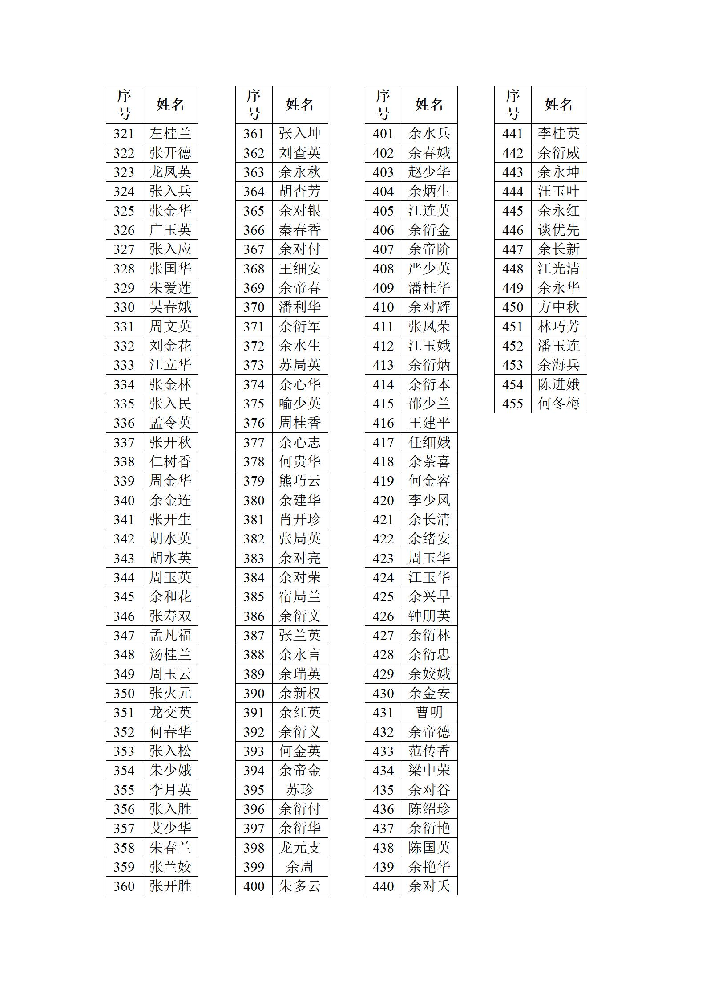 序号 姓名
321 左桂兰
322 张开德
323 龙凤英
324 张入兵
325 张金华
326 广玉英
327 张入应
328 张国华
329 朱爱莲
330 吴春娥
331 周文英
332 刘金花
333 江立华
334 张金林
335 张入民
336 孟令英
337 张开秋
338 仁树香
339 周金华
340 余金连
341 张开生
342 胡水英
343 胡水英
344 周玉英
345 余和花
346 张寿双
347 孟凡福
348 汤桂兰
349 周玉云
350 张火元
351 龙交英
352 何春华
353 张入松
354 朱少娥
355 李月英
356 张入胜
357 艾少华
358 朱春兰
359 张兰姣
360 张开胜
序号 姓名
361 张入坤
362 刘查英
363 余永秋
364 胡杏芳
365 余对银
366 秦春香
367 余对付
368 王细安
369 余帝春
370 潘利华
371 余衍军
372 余水生
373 苏局英
374 余心华
375 喻少英
376 周桂香
377 余心志
378 何贵华
379 熊巧云
380 余建华
381 肖开珍
382 张局英
383 余对亮
384 余对荣
385 宿局兰
386 余衍文
387 张兰英
388 余永言
389 余瑞英
390 余新权
391 余红英
392 余衍义
393 何金英
394 余帝金
395 苏珍
396 余衍付
397 余衍华
398 龙元支
399 余周
400 朱多云
序号 姓名
401 余水兵
402 余春娥
403 赵少华
404 余炳生
405 江连英
406 余衍金
407 余帝阶
408 严少英
409 潘桂华
410 余对辉
411 张凤荣
412 江玉娥
413 余衍炳
414 余衍本
415 邵少兰
416 王建平
417 任细娥
418 余茶喜
419 何金容
420 李少凤
421 余长清
422 余绪安
423 周玉华
424 江玉华
425 余兴早
426 钟朋英
427 余衍林
428 余衍忠
429 余姣娥
430 余金安
431 曹明
432 余帝德
433 范传香
434 梁中荣
435 余对谷
436 陈绍珍
437 余衍艳
438 陈国英
439 余艳华
440 余对夭
序号 姓名
441 李桂英
442 余衍威
443 余永坤
444 汪玉叶
445 余永红
446 谈优先
447 余长新
448 江光清
449 余永华
450 方中秋
451 林巧芳
452 潘玉连
453 余海兵
454 陈进娥
455 何冬梅